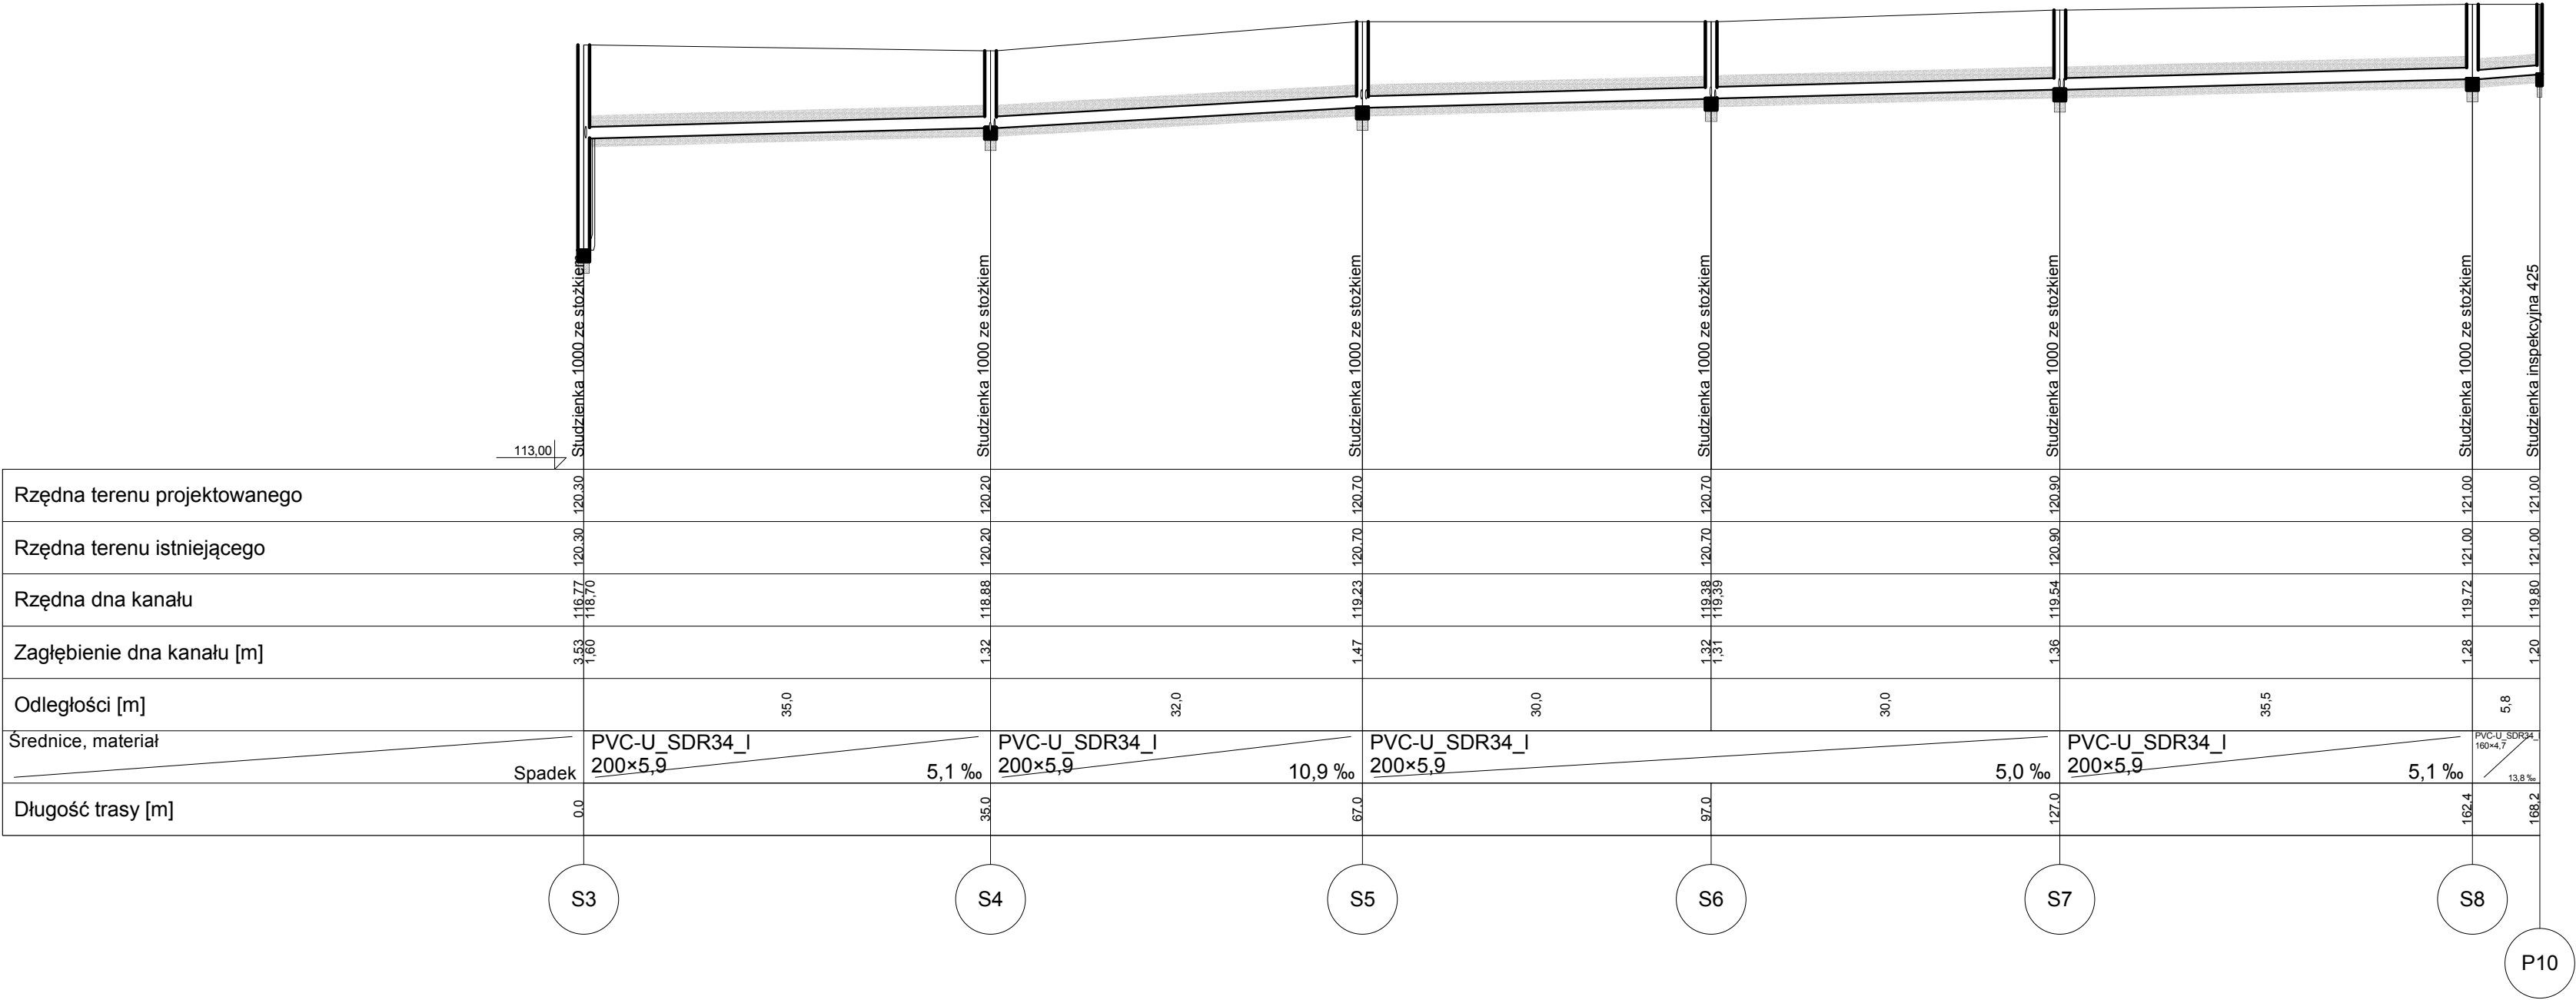 Studzienka 1000 ze stożkiem
Studzienka 1000 ze stożkiem
Studzienka 1000 ze stożkiem
Studzienka 1000 ze stożkiem
Studzienka 1000 ze stożkiem
Studzienka 1000 ze stożkiem
Studzienka inspekcyjna 425
113,00
Rzędna terenu projektowanego 120.30 120.20 120.70 120.70 120.90 121.00 121.00
Rzędna terenu istniejącego 120.30 120.20 120.70 120.70 120.90 121.00 121.00
Rzędna dna kanału 116.77 118,70 118.88 119.23 119.38 119,39 119.54 119.72 119.80
Zagłębienie dna kanału [m] 3.53 1,60 1.32 1.47 1.32 1,31 1.36 1.28 1.20
Odległości [m] 35,0 32,0 30,0 30,0 35,5 5,8
Średnice, materiał
Spadek
PVC-U_SDR34_I
200×5,9
5,1 ‰
PVC-U_SDR34_I
200×5,9
10,9 ‰
PVC-U_SDR34_I
200×5,9
5,0 ‰
PVC-U_SDR34_I
200×5,9
5,1 ‰
PVC-U_SDR34_I
160×4,7
13,8 ‰
Długość trasy [m] 0.0 35.0 67.0 97.0 127.0 162.4 168.2
S3 S4 S5 S6 S7 S8
P10